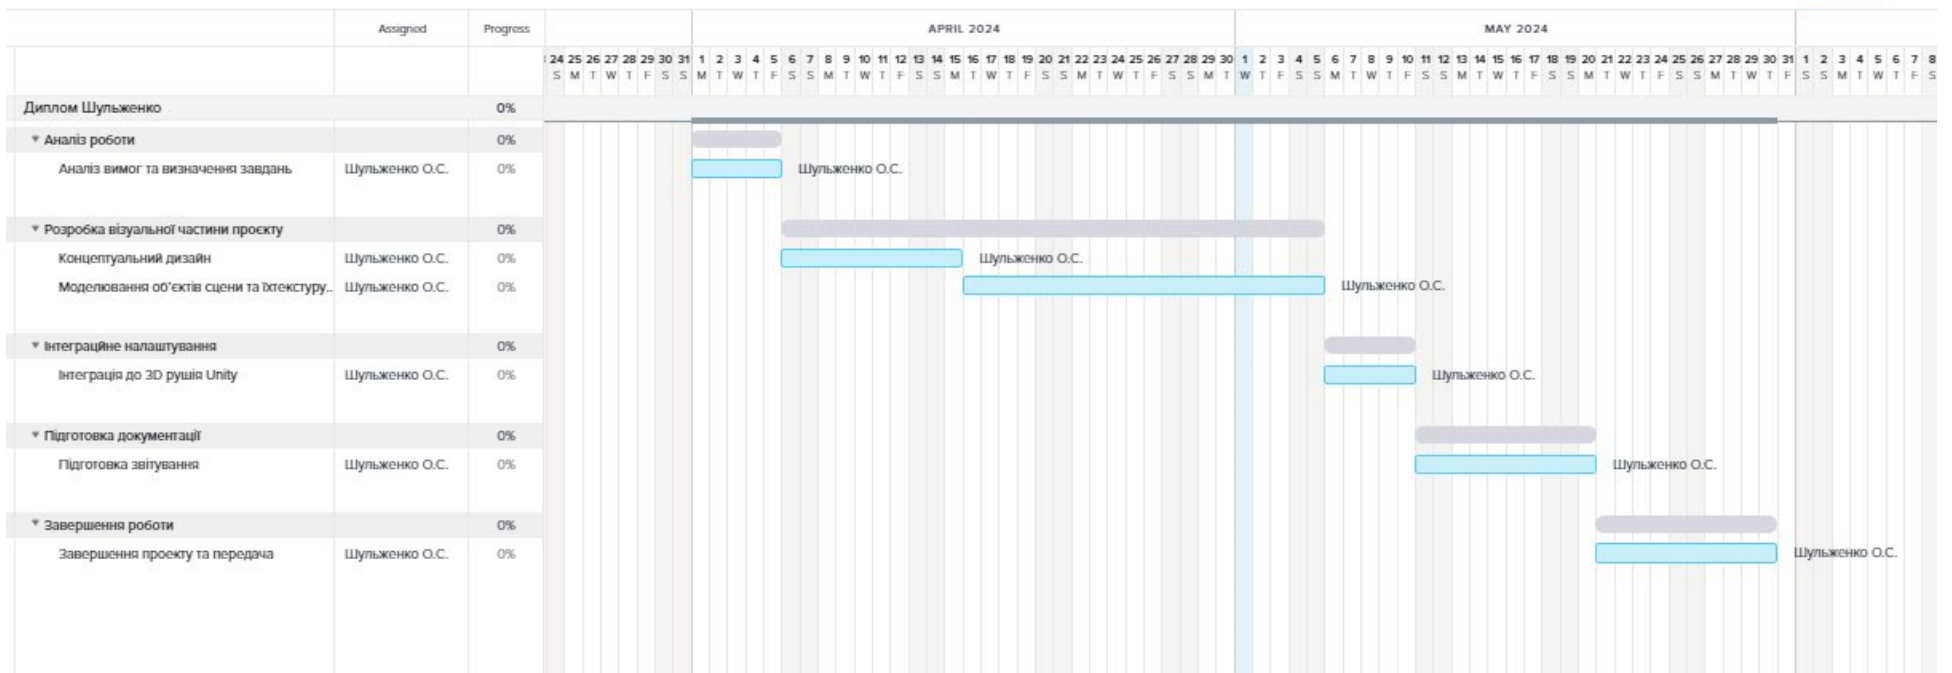 Assigned Progress APRIL 2024 MAY 2024
24 25 26 27 28 29 30 31 1 2 3 4 5 6 7 8 9 10 11 12 13 14 15 16 17 18 19 20 21 22 23 24 25 26 27 28 29 30 1 2 3 4 5 6 7 8 9 10 11 12 13 14 15 16 17 18 19 20 21 22 23 24 25 26 27 28 29 30 31 1 2 3 4 5 6 7 8
S M T W T F S S M T W T F S S M T W T F S S M T W T F S S M T W T F S S M T W T F S S M T W T F S S M T W T F S S M T W T F S S M T W T F S S M T W T F S
Диплом Шульженко 0%
Аналіз роботи 0%
Аналіз вимог та визначення завдань Шульженко О.С. 0% Шульженко О.С.
Розробка візуальної частини проєкту 0%
Концептуальний дизайн Шульженко О.С. 0% Шульженко О.С.
Моделювання об'єктів сцени та їхтекстуру.. Шульженко О.С. 0% Шульженко О.С.
Інтеграційне налаштування 0%
Інтеграція до 3D рушія Unity Шульженко О.С. 0% Шульженко О.С.
Підготовка документації 0%
Підготовка звітування Шульженко О.С. 0% Шульженко О.С.
Завершення роботи 0%
Завершення проекту та передача Шульженко О.С. 0% Шульженко О.С.